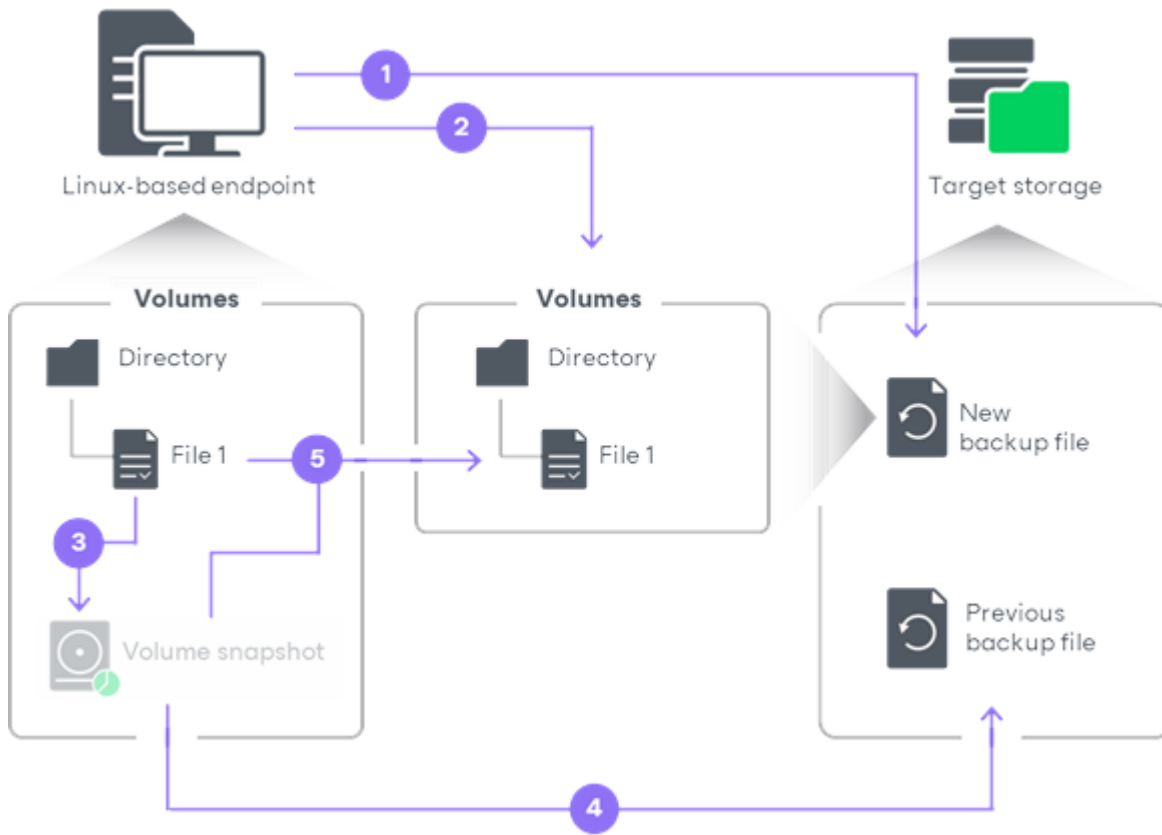 1
2
Linux-based endpoint
Target storage
Volumes
Volumes
Directory
Directory
File 1
5
File 1
New
backup file
3
Volume snapshot
Previous
backup file
4